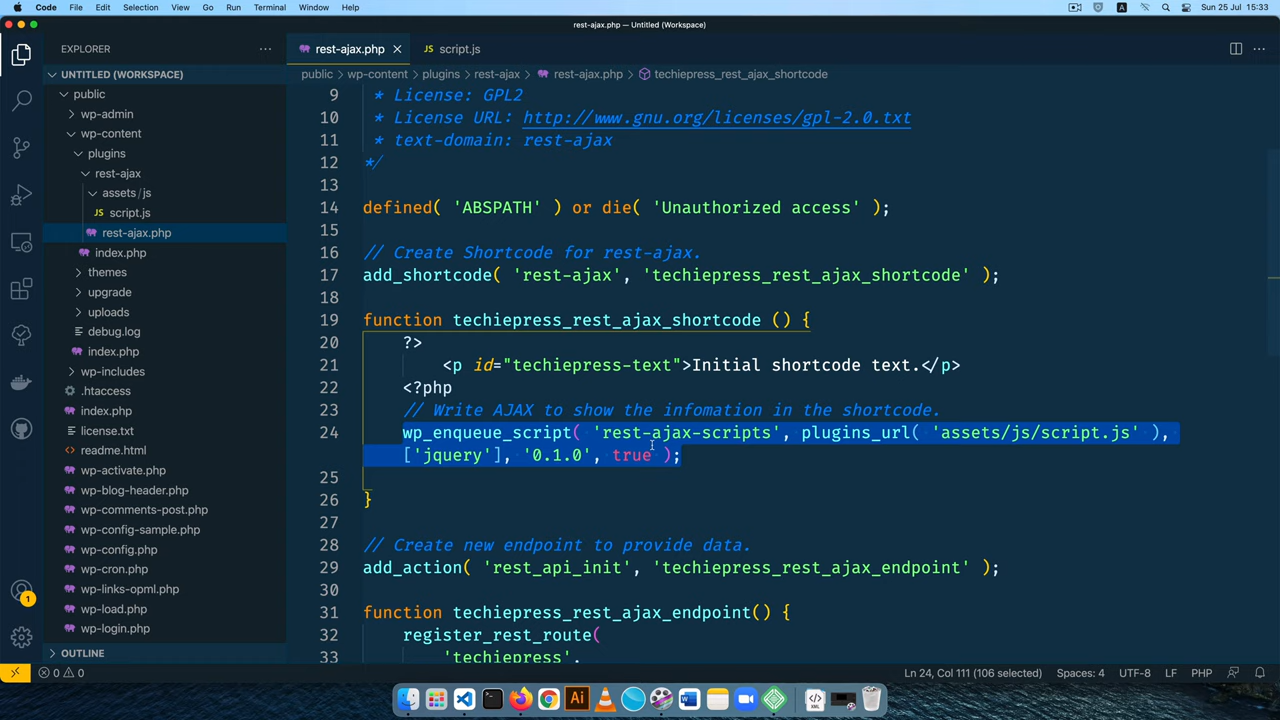 Code File Edit Selection View Go Run Terminal Window Help A Sun 25 Jul 15:33
rest-ajax.php — Untitled (Workspace)
EXPLORER ··· rest-ajax.php × JS script.js ···
UNTITLED (WORKSPACE) public > wp-content > plugins > rest-ajax > rest-ajax.php > techiepress_rest_ajax_shortcode
public
wp-admin
wp-content
plugins
rest-ajax
assets / js
JS script.js
rest-ajax.php
index.php
themes
upgrade
uploads
debug.log
index.php
wp-includes
.htaccess
index.php
license.txt
readme.html
wp-activate.php
wp-blog-header.php
wp-comments-post.php
wp-config-sample.php
wp-config.php
wp-cron.php
wp-links-opml.php
wp-load.php
wp-login.php
OUTLINE
9 * License: GPL2
10 * License URL: http://www.gnu.org/licenses/gpl-2.0.txt
11 * text-domain: rest-ajax
12 */
13
14 defined( 'ABSPATH' ) or die( 'Unauthorized access' );
15
16 // Create Shortcode for rest-ajax.
17 add_shortcode( 'rest-ajax', 'techiepress_rest_ajax_shortcode' );
18
19 function techiepress_rest_ajax_shortcode () {
20 ?>
21 <p id="techiepress-text">Initial shortcode text.</p>
22 <?php
23 // Write AJAX to show the infomation in the shortcode.
24 wp_enqueue_script( 'rest-ajax-scripts', plugins_url( 'assets/js/script.js' ),
['jquery'], '0.1.0', true );
25
26 }
27
28 // Create new endpoint to provide data.
29 add_action( 'rest_api_init', 'techiepress_rest_ajax_endpoint' );
30
31 function techiepress_rest_ajax_endpoint() {
32 register_rest_route(
33 'techiepress',
1
0 0 Ln 24, Col 111 (106 selected) Spaces: 4 UTF-8 LF PHP
Ai W XML